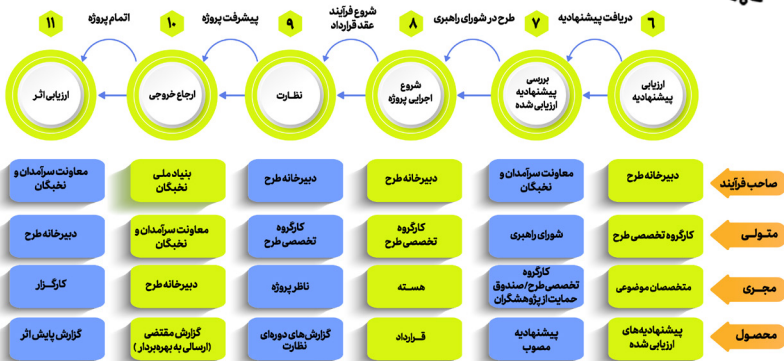 ۶ دریافت پیشنهادیه ۷ طرح در شورای راهبری ۸ شروع فرآیند
عقد قرارداد ۹ پیشرفت پروژه ۱۰ اتمام پروژه ۱۱
ارزیابی
پیشنهادیه
بررسی
پیشنهادیه
ارزیابی شده
شروع
اجرایی پروژه
نظارت
ارجاع خروجی
ارزیابی اثر
صاحب فرآیند
دبیرخانه طرح
معاونت سرآمدان و
نخبگان
دبیرخانه طرح
دبیرخانه طرح
بنیاد ملی
نخبگان
معاونت سرآمدان و
نخبگان
متولی
کارگروه تخصصی طرح
شورای راهبری
کارگروه
تخصصی طرح
کارگروه
تخصصی طرح
معاونت سرآمدان و
نخبگان
دبیرخانه طرح
مجری
متخصصان موضوعی
کارگروه
تخصصی طرح/صندوق
حمایت از پژوهشگران
هسته
ناظر پروژه
دبیرخانه طرح
کارگزار
محصول
پیشنهادیه‌های
ارزیابی شده
پیشنهادیه
مصوب
قرارداد
گزارش‌های دوره‌ای
نظارت
گزارش مقتضی
(ارسالی به بهره‌بردار)
گزارش پایش اثر